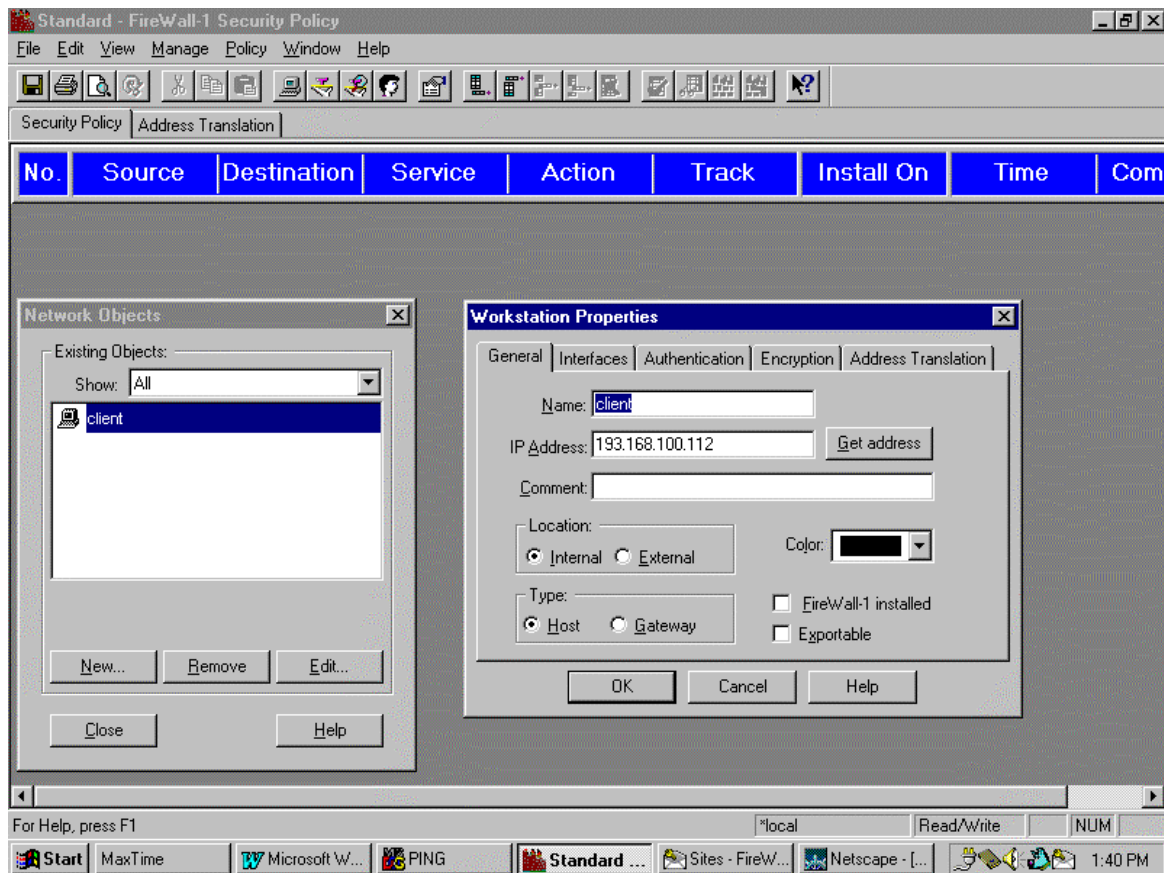 Standard - FireWall-1 Security Policy
File Edit View Manage Policy Window Help
Security Policy Address Translation
No. Source Destination Service Action Track Install On Time Com
Network Objects
Existing Objects:
Show: All
client
New... Remove Edit...
Close Help
Workstation Properties
General Interfaces Authentication Encryption Address Translation
Name: client
IP Address: 193.168.100.112 Get address
Comment:
Location:
Internal External
Color:
Type:
Host Gateway
FireWall-1 installed
Exportable
OK Cancel Help
For Help, press F1 *local Read/Write NUM
Start MaxTime Microsoft W... PING Standard ... Sites - FireW... Netscape - [... 1:40 PM